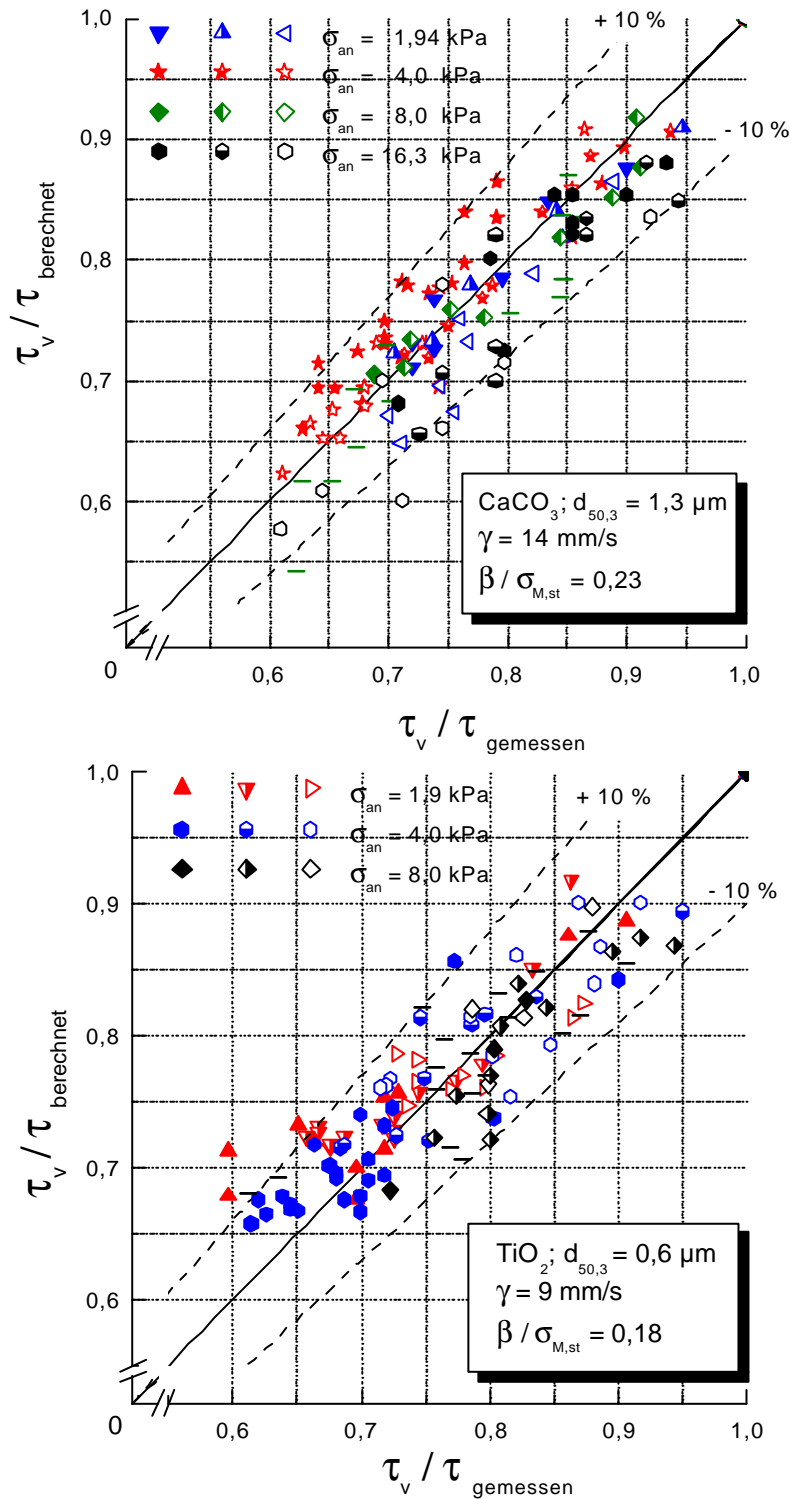 1,0
+ 10 %
σan = 1,94 kPa
σan = 4,0 kPa
σan = 8,0 kPa
σan = 16,3 kPa
0,9
- 10 %
0,8
0,7
0,6
τv / τ berechnet
CaCO3; d50,3 = 1,3 µm
γ = 14 mm/s
β / σM,st = 0,23
0
0,6 0,7 0,8 0,9 1,0
τv / τ gemessen
1,0
σan = 1,9 kPa
+ 10 %
σan = 4,0 kPa
σan = 8,0 kPa
- 10 %
0,9
0,8
0,7
0,6
τv / τ berechnet
TiO2; d50,3 = 0,6 µm
γ = 9 mm/s
β / σM,st = 0,18
0
0,6 0,7 0,8 0,9 1,0
τv / τ gemessen